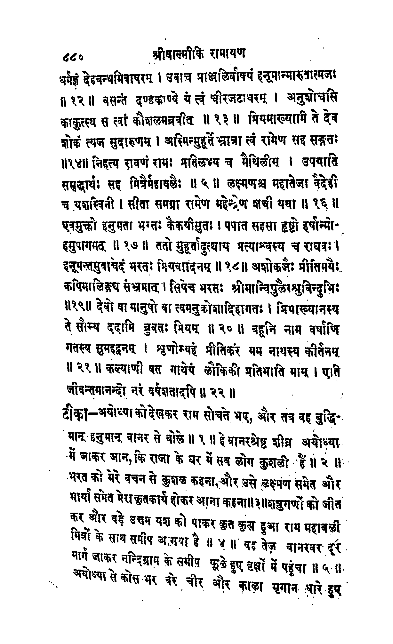 ८८० श्रीवाल्मीकि रामायण
धर्मज्ञं देहबन्धमिवापरम् । उवाच प्राञ्जलिर्वाक्यं हनूमान्मारुतात्मजः
॥ १२ ॥ वसन्तं दण्डकारण्ये यं त्वं चीरजटाधरम् । अनुशोचसि
काकुत्स्थं स त्वां कौशलमब्रवीत् ॥ १३ ॥ प्रियमाख्यामि ते देव
शोकं त्यज सुदारुणम् । अस्मिन्मुहूर्ते भ्रात्रा त्वं रामेण सह सङ्गतः
॥१४॥ निहत्य रावणं रामः प्रतिलभ्य च मैथिलीम् । उपयाति
समृद्धार्थः सह मित्रैर्महाबलैः ॥ ५ ॥ लक्ष्मणश्च महातेजा वैदेही
च यशस्विनी । सीता समग्रा रामेण महेन्द्रेण शची यथा ॥ १६ ॥
एवमुक्तो हनुमता भरतः कैकयीसुतः । पपात सहसा हृष्टो हर्षान्मो-
हमुपागमत् ॥ १७ ॥ ततो मुहूर्तादुत्थाय प्रत्याश्वस्य च राघवः ।
हनूमन्तमुवाचेदं भरतः प्रियवादिनम् ॥ १८॥ अशोकजैः प्रीतिमयैः
कपिमालिङ्ग्य संभ्रमात् । सिषेच भरतः श्रीमान्विपुलैरश्रुबिन्दुभिः
॥१९॥ देवो वा मानुषो वा त्वमनुक्रोशादिहागतः । प्रियाख्यानस्य
ते सौम्य ददामि ब्रुवतः प्रियम् ॥ २० ॥ बहूनि नाम वर्षाणि
गतस्य सुमहद्वनम् । शृणोम्यहं प्रीतिकरं मम नाथस्य कीर्तनम्
॥ २१ ॥ कल्याणी बत गाथेयं लौकिकी प्रतिभाति माम् । एति
जीवन्तमानन्दो नरं वर्षशतादपि ॥ २२ ॥
टीका—अयोध्या को देखकर राम सोचते भए, और तब वह बुद्धि-
मान् हनुमान् वानर से बोले ॥ १ ॥ हे वानरश्रेष्ठ शीघ्र अयोध्या
में जाकर जान, कि राजा के घर में सब लोग कुशली हैं ॥ २ ॥
भरत को मेरे वचन से कुशल कहना, और उसे लक्ष्मण समेत और
भार्या समेत मेरा कृतकार्य होकर आना कहना॥३॥शत्रुगणों को जीत
कर और बड़े उत्तम यश को पाकर कृत कृत्य हुआ राम महाबली
मित्रों के साथ समीप आगया है ॥ ४ ॥ वह तेज़ वानरवर दूर
मार्ग जाकर नन्दिग्राम के समीप फूले हुए वृक्षों में पहुंचा ॥ ५ ॥
अयोध्या से कोस भर परे चीर और काला मृगान धारे हुए